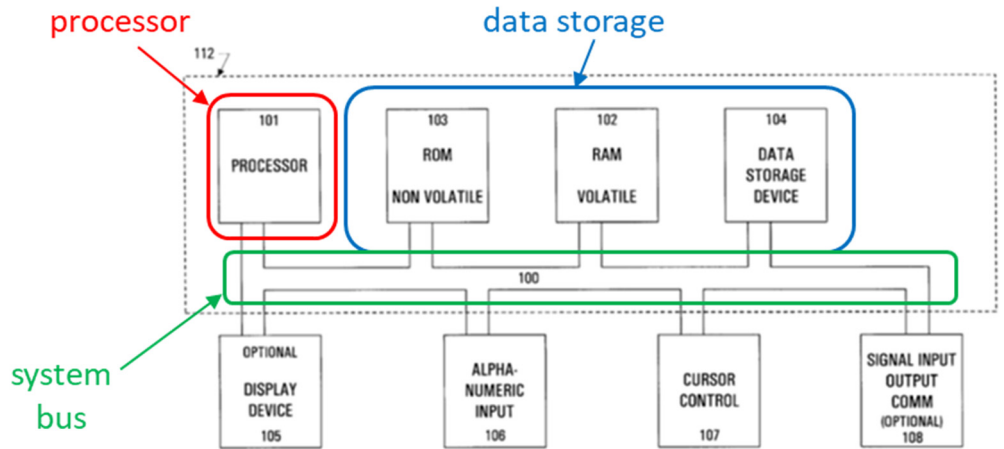 processor
data storage
112
101
PROCESSOR
103
ROM
NON VOLATILE
102
RAM
VOLATILE
104
DATA
STORAGE
DEVICE
100
system
bus
OPTIONAL
DISPLAY
DEVICE
105
ALPHA-
NUMERIC
INPUT
106
CURSOR
CONTROL
107
SIGNAL INPUT
OUTPUT
COMM
(OPTIONAL)
108